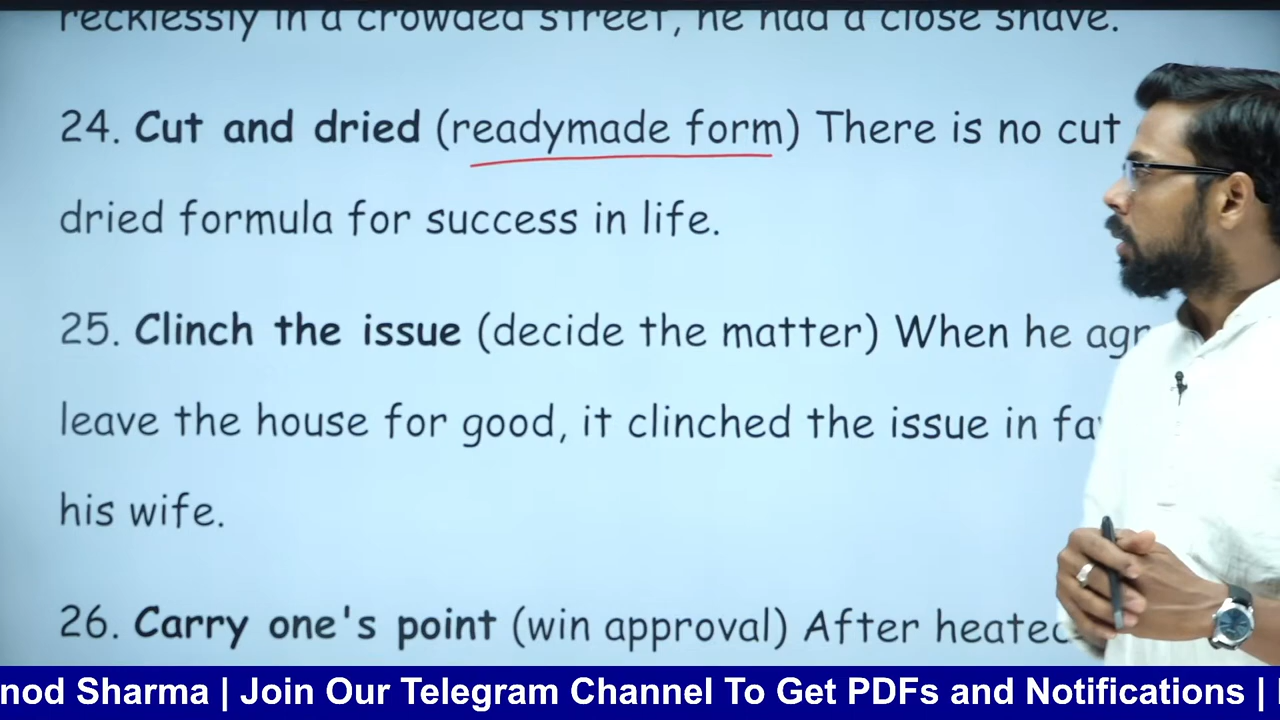 recklessly in a crowded street, he had a close shave.
24. Cut and dried (readymade form) There is no cut
dried formula for success in life.
25. Clinch the issue (decide the matter) When he agr
leave the house for good, it clinched the issue in fa
his wife.
26. Carry one's point (win approval) After heated
nod Sharma | Join Our Telegram Channel To Get PDFs and Notifications |